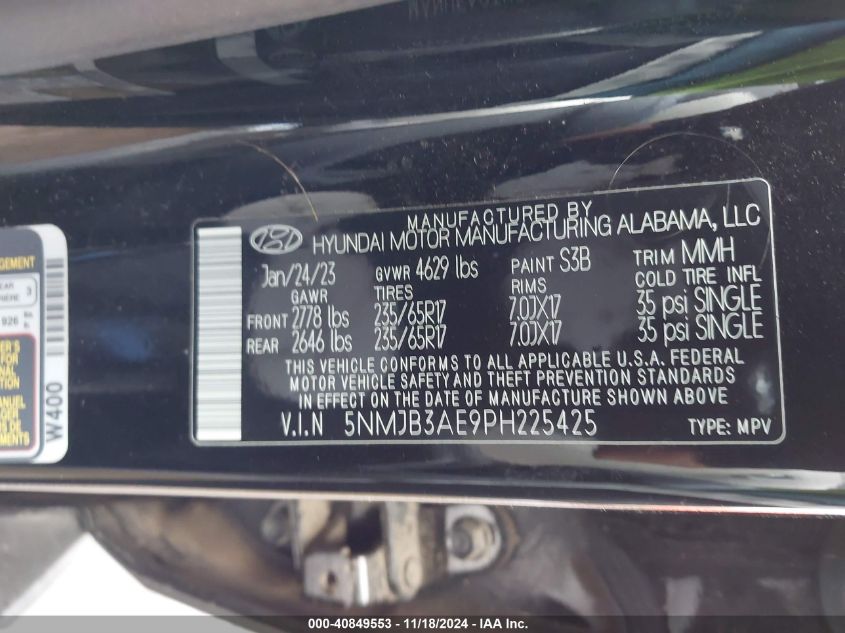 MANUFACTURED BY
HYUNDAI MOTOR MANUFACTURING ALABAMA, LLC
Jan/24/23 GVWR 4629 lbs PAINT S3B TRIM MMH
GAWR TIRES RIMS COLD TIRE INFL
FRONT 2778 lbs 235/65R17 7.0JX17 35 psi SINGLE
REAR 2646 lbs 235/65R17 7.0JX17 35 psi SINGLE
THIS VEHICLE CONFORMS TO ALL APPLICABLE U.S.A. FEDERAL
MOTOR VEHICLE SAFETY AND THEFT PREVENTION STANDARDS
IN EFFECT ON THE DATE OF MANUFACTURE SHOWN ABOVE
V.I.N 5NMJB3AE9PH225425 TYPE: MPV
3
926
W400
000-40849553 - 11/18/2024 - IPA Inc.